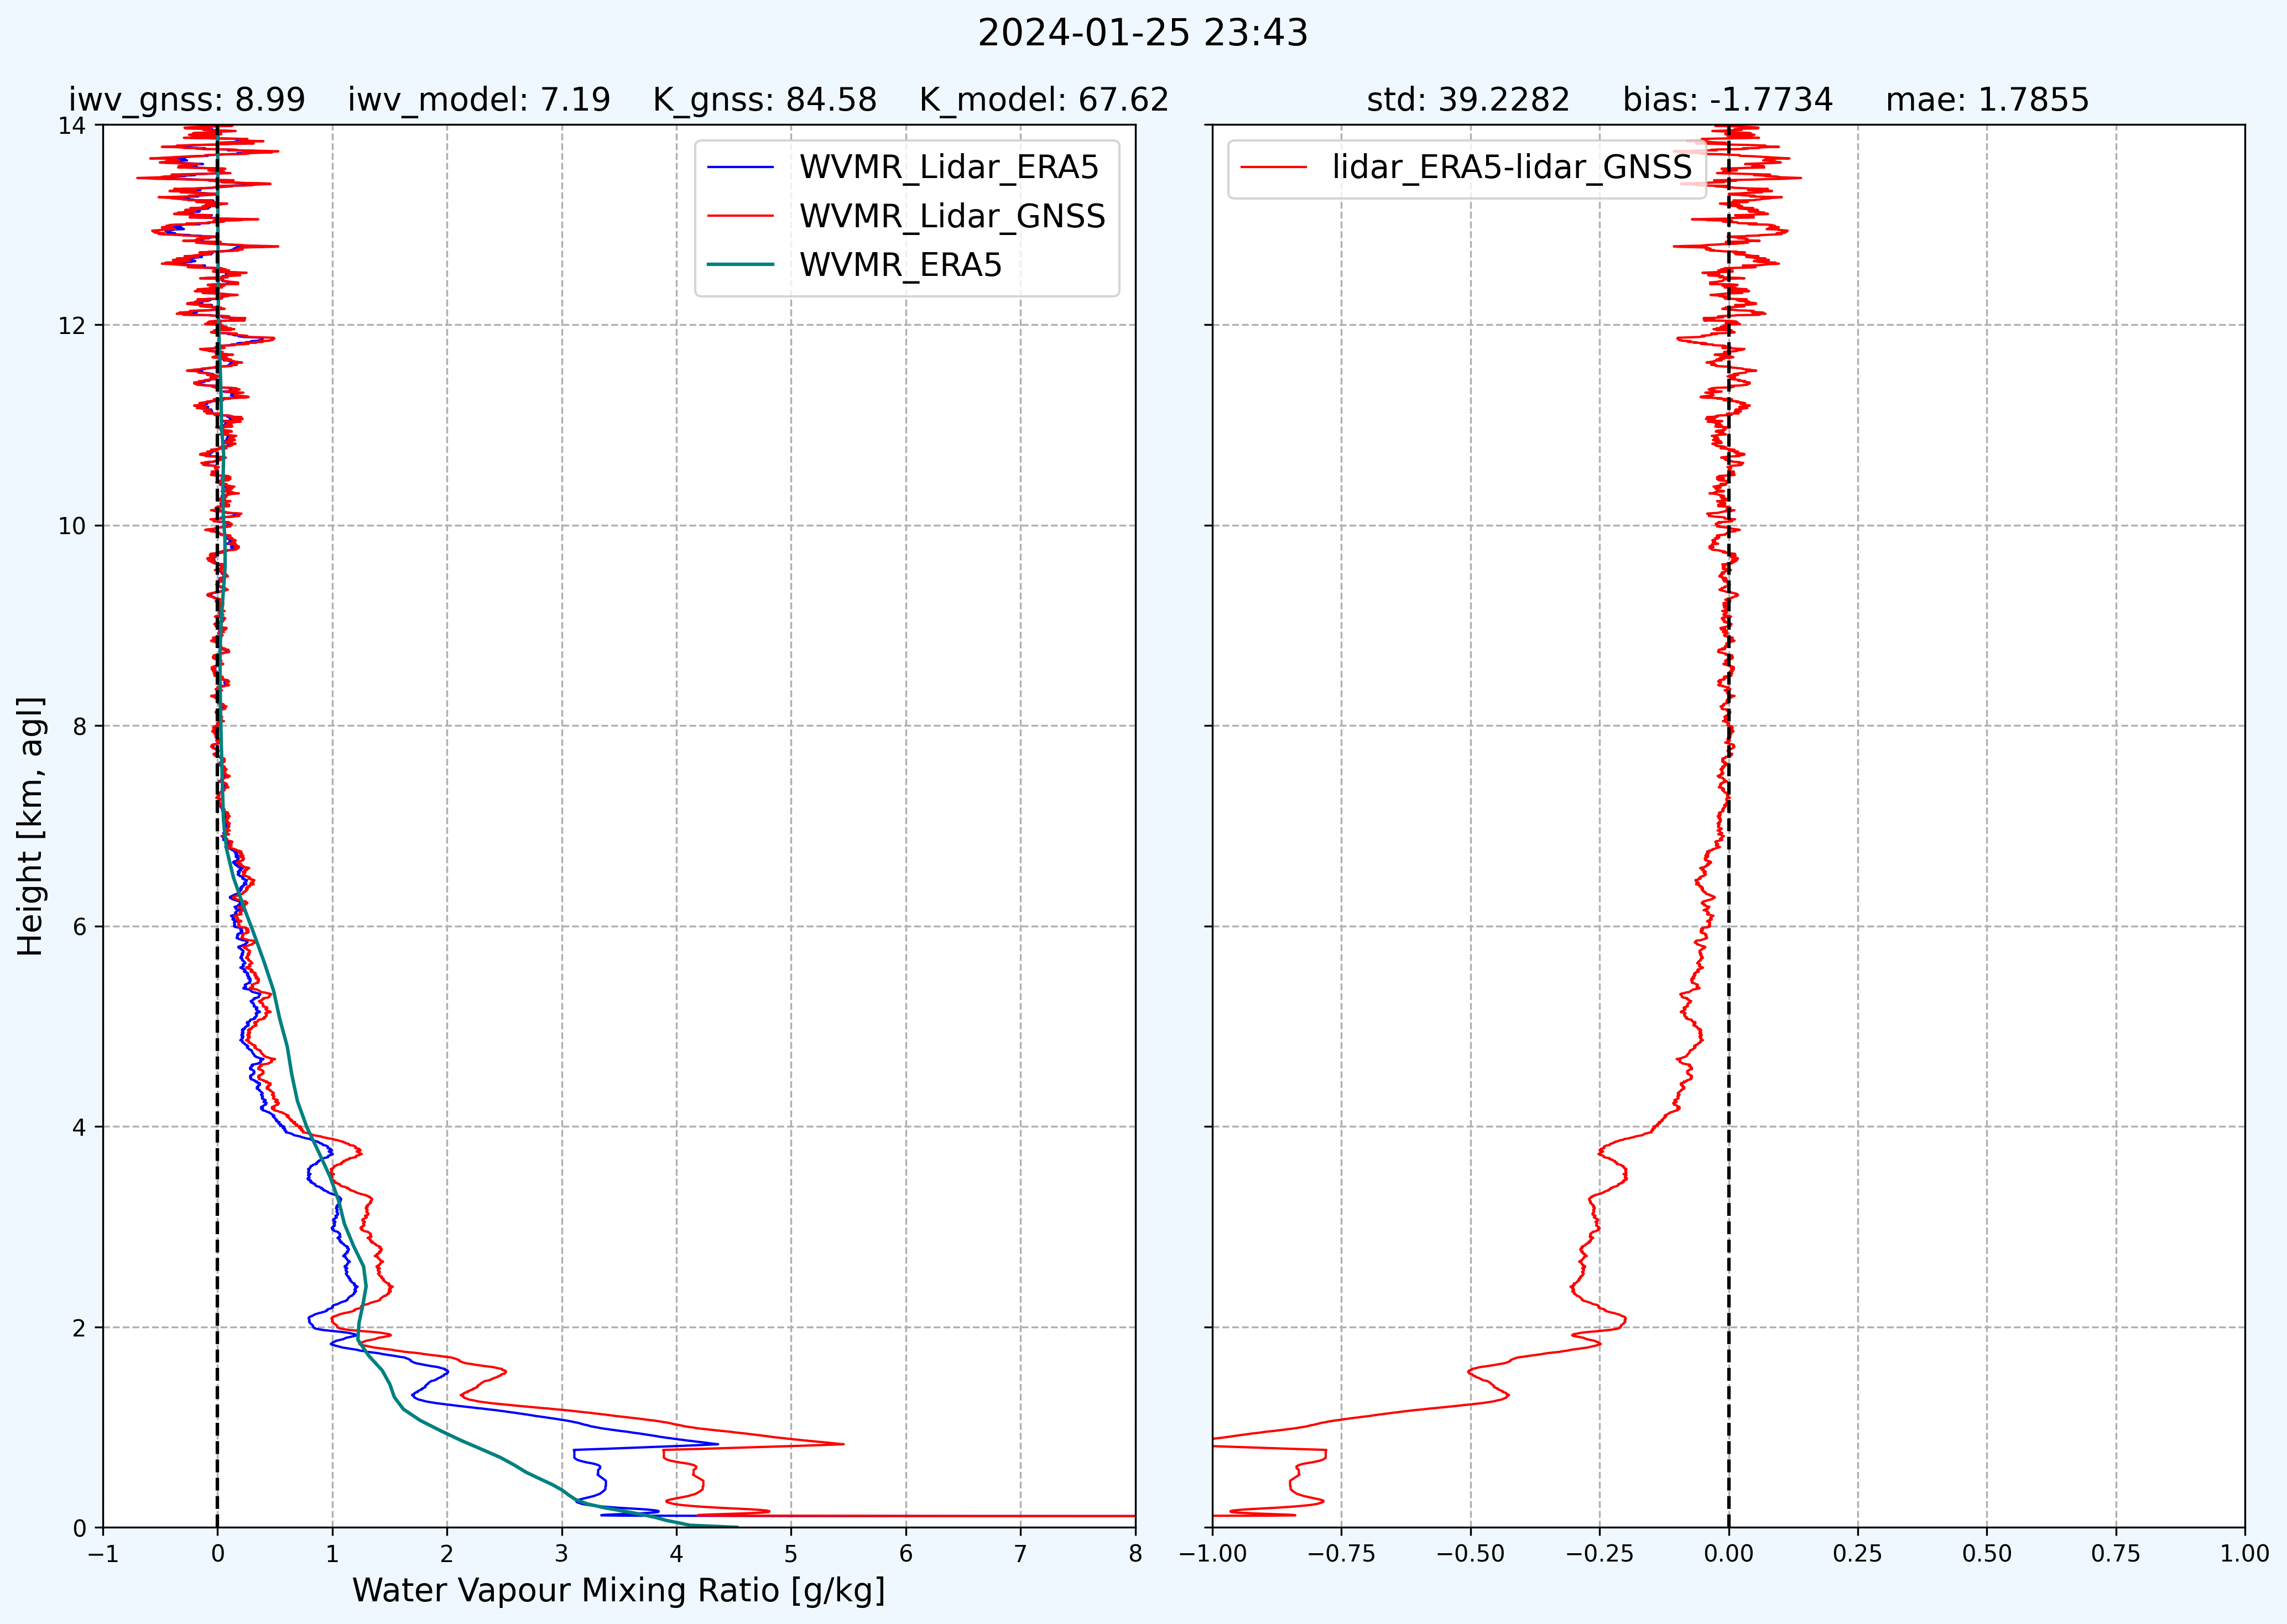 2024-01-25 23:43
iwv_gnss: 8.99 iwv_model: 7.19 K_gnss: 84.58 K_model: 67.62
std: 39.2282 bias: -1.7734 mae: 1.7855
WVMR_Lidar_ERA5
WVMR_Lidar_GNSS
WVMR_ERA5
lidar_ERA5-lidar_GNSS
14
12
10
8
6
4
2
0
Height [km, agl]
−1 0 1 2 3 4 5 6 7 8
Water Vapour Mixing Ratio [g/kg]
−1.00 −0.75 −0.50 −0.25 0.00 0.25 0.50 0.75 1.00